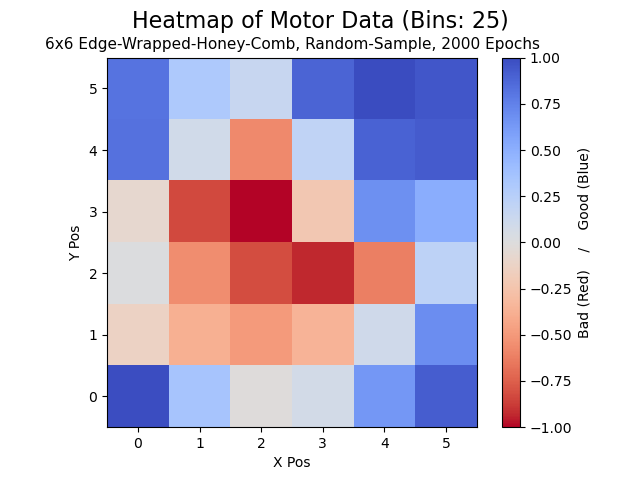 Heatmap of Motor Data (Bins: 25)
6x6 Edge-Wrapped-Honey-Comb, Random-Sample, 2000 Epochs
5
4
3
2
1
0
Y Pos
0 1 2 3 4 5
X Pos
1.00
0.75
0.50
0.25
0.00
−0.25
−0.50
−0.75
−1.00
Bad (Red) / Good (Blue)